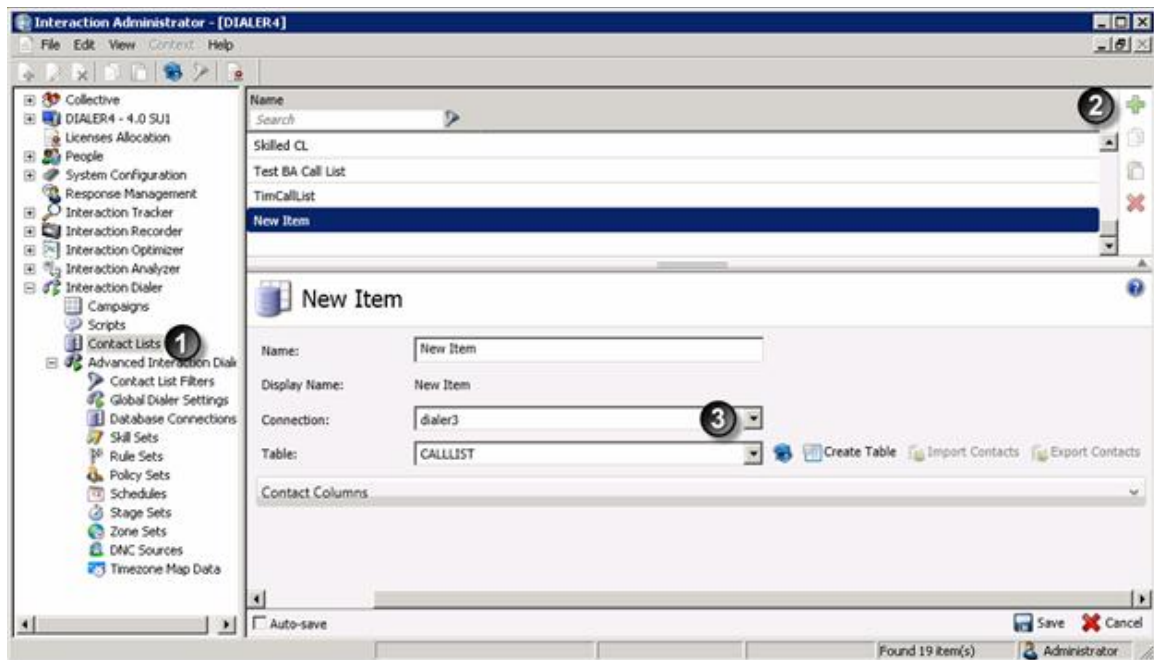 Interaction Administrator - [DIALER4]
File Edit View Context Help
Collective
DIALER4 - 4.0 SU1
Licenses Allocation
People
System Configuration
Response Management
Interaction Tracker
Interaction Recorder
Interaction Optimizer
Interaction Analyzer
Interaction Dialer
Campaigns
Scripts
Contact Lists 1
Advanced Interaction Diale
Contact List Filters
Global Dialer Settings
Database Connections
Skill Sets
Rule Sets
Policy Sets
Schedules
Stage Sets
Zone Sets
DNC Sources
Timezone Map Data
Name
Search
2
Skilled CL
Test BA Call List
TimCallList
New Item
New Item
Name: New Item
Display Name: New Item
Connection: dialer3 3
Table: CALLLIST Create Table Import Contacts Export Contacts
Contact Columns
Auto-save Save Cancel
Found 19 item(s) Administrator